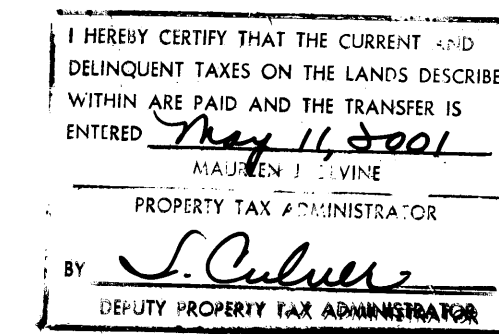 I HEREBY CERTIFY THAT THE CURRENT AND
DELINQUENT TAXES ON THE LANDS DESCRIBE
WITHIN ARE PAID AND THE TRANSFER IS
ENTERED May 11, 2001
MAUREEN J. DEVINE
PROPERTY TAX ADMINISTRATOR
BY J. Culver
DEPUTY PROPERTY TAX ADMINISTRATOR